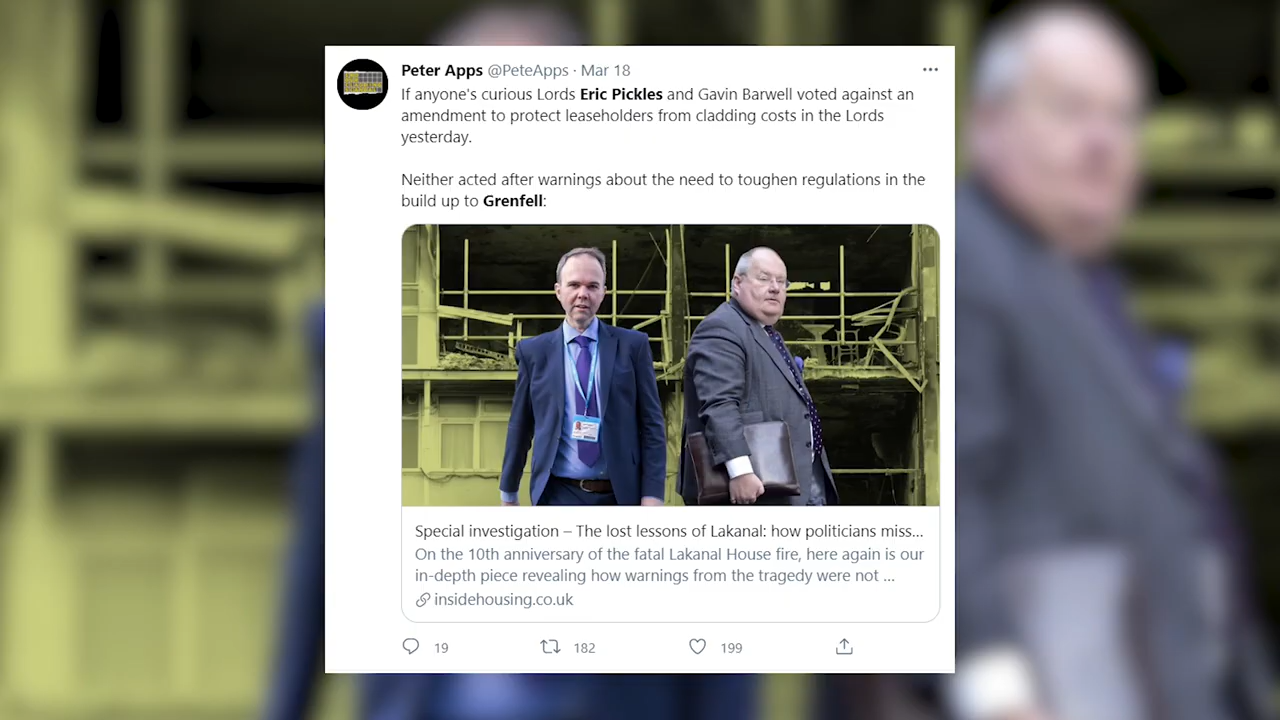 Peter Apps @PeteApps · Mar 18
If anyone's curious Lords Eric Pickles and Gavin Barwell voted against an
amendment to protect leaseholders from cladding costs in the Lords
yesterday.
Neither acted after warnings about the need to toughen regulations in the
build up to Grenfell:
Special investigation – The lost lessons of Lakanal: how politicians miss...
On the 10th anniversary of the fatal Lakanal House fire, here again is our
in-depth piece revealing how warnings from the tragedy were not ...
insidehousing.co.uk
19 182 199